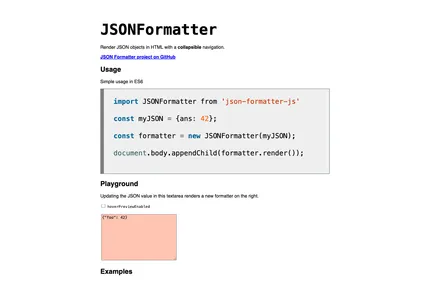 JSONFormatter
Render JSON objects in HTML with a collapsible navigation.
JSON Formatter project on GitHub
Usage
Simple usage in ES6
import JSONFormatter from 'json-formatter-js'
const myJSON = {ans: 42};
const formatter = new JSONFormatter(myJSON);
document.body.appendChild(formatter.render());
Playground
Updating the JSON value in this textarea renders a new formatter on the right.
hoverPreviewEnabled
{"foo": 42}
Examples